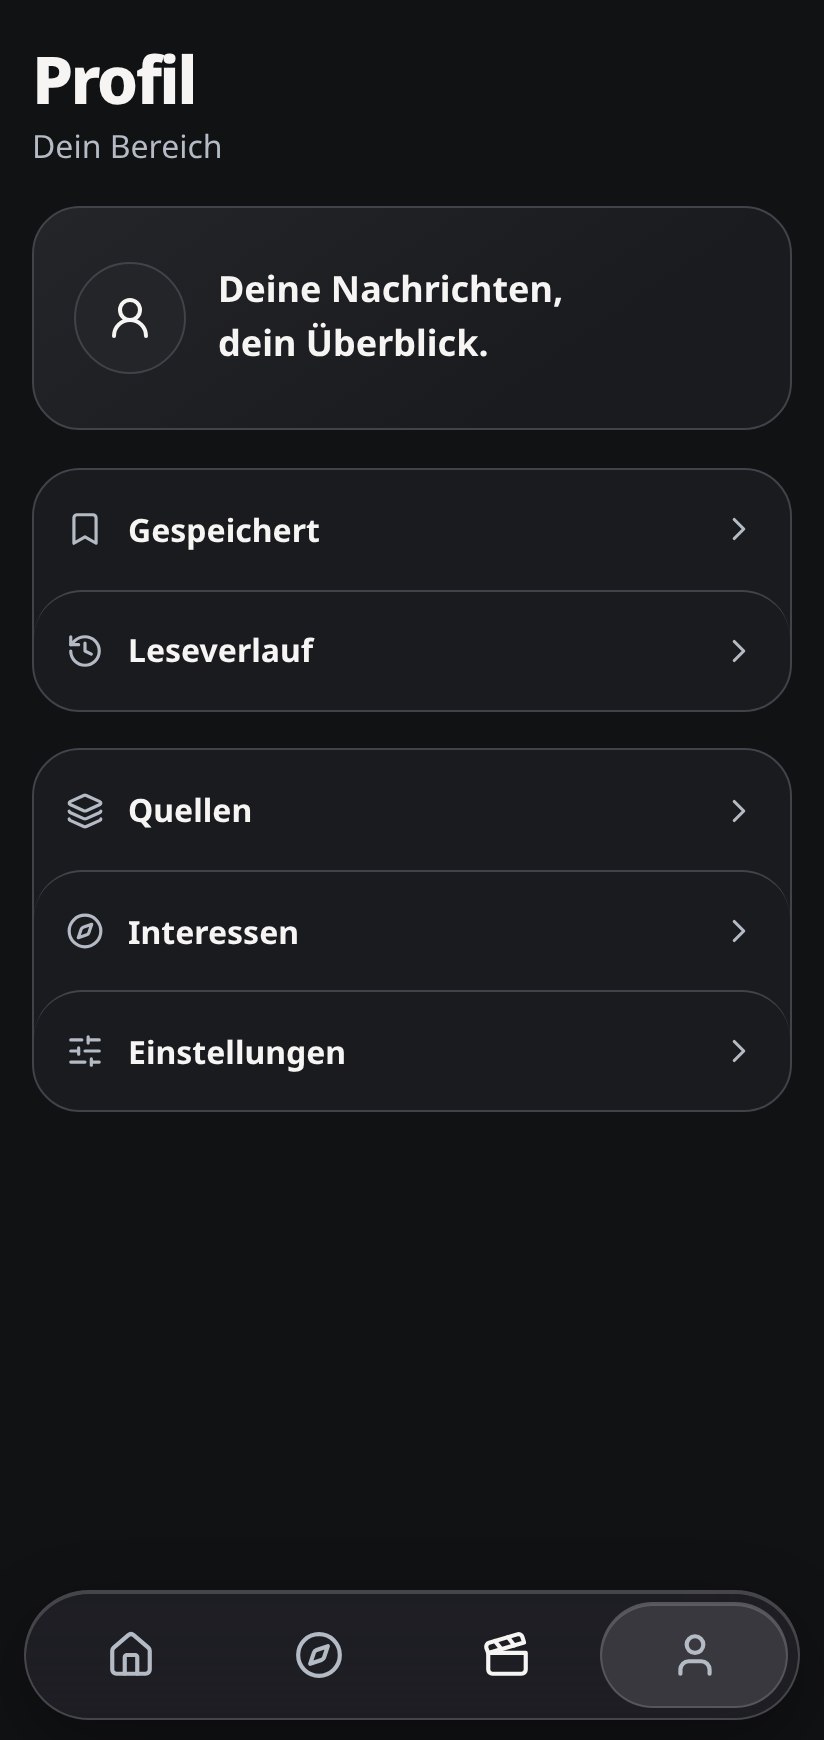 Profil
Dein Bereich
Deine Nachrichten,
dein Überblick.
Gespeichert
Leseverlauf
Quellen
Interessen
Einstellungen